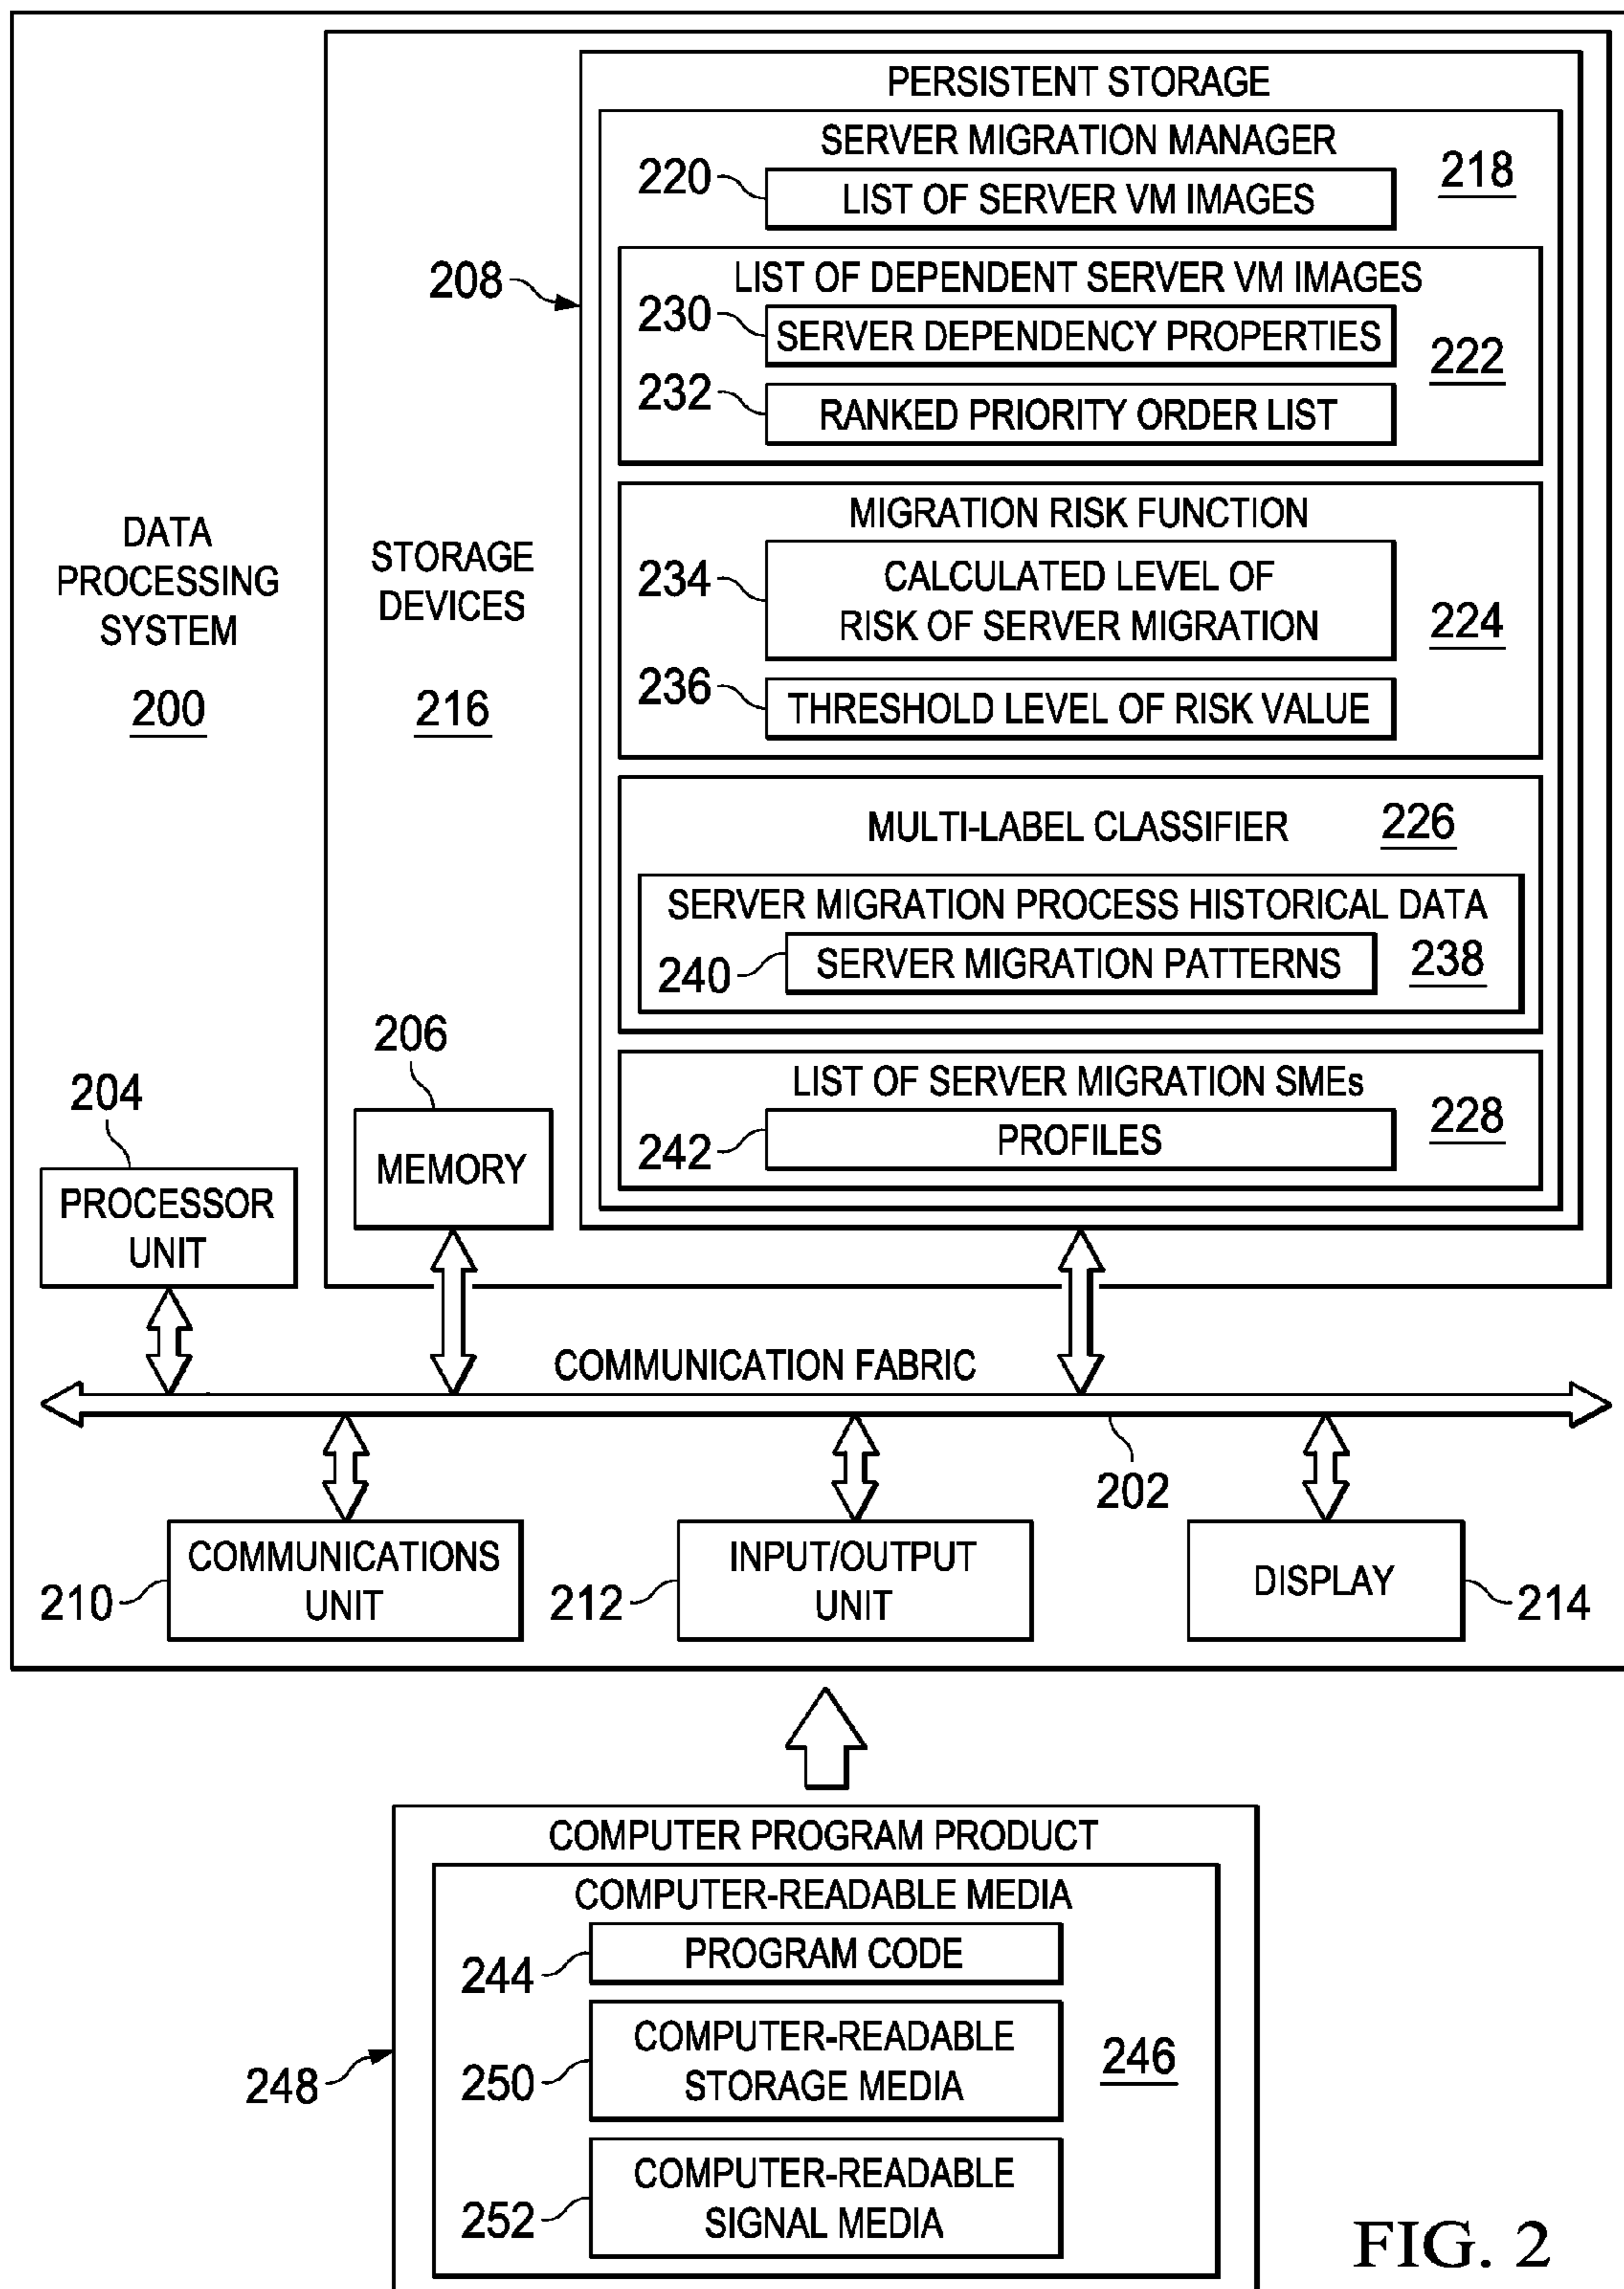 PERSISTENT STORAGE
SERVER MIGRATION MANAGER
218
220
LIST OF SERVER VM IMAGES
208
LIST OF DEPENDENT SERVER VM IMAGES
230
SERVER DEPENDENCY PROPERTIES
222
232
RANKED PRIORITY ORDER LIST
DATA
PROCESSING
SYSTEM
200
STORAGE
DEVICES
216
MIGRATION RISK FUNCTION
234
CALCULATED LEVEL OF
RISK OF SERVER MIGRATION
224
236
THRESHOLD LEVEL OF RISK VALUE
MULTI-LABEL CLASSIFIER
226
SERVER MIGRATION PROCESS HISTORICAL DATA
240
SERVER MIGRATION PATTERNS
238
LIST OF SERVER MIGRATION SMEs
228
242
PROFILES
204
PROCESSOR
UNIT
206
MEMORY
COMMUNICATION FABRIC
202
210
COMMUNICATIONS
UNIT
212
INPUT/OUTPUT
UNIT
DISPLAY
214
COMPUTER PROGRAM PRODUCT
COMPUTER-READABLE MEDIA
244
PROGRAM CODE
248
250
COMPUTER-READABLE
STORAGE MEDIA
246
252
COMPUTER-READABLE
SIGNAL MEDIA
FIG. 2